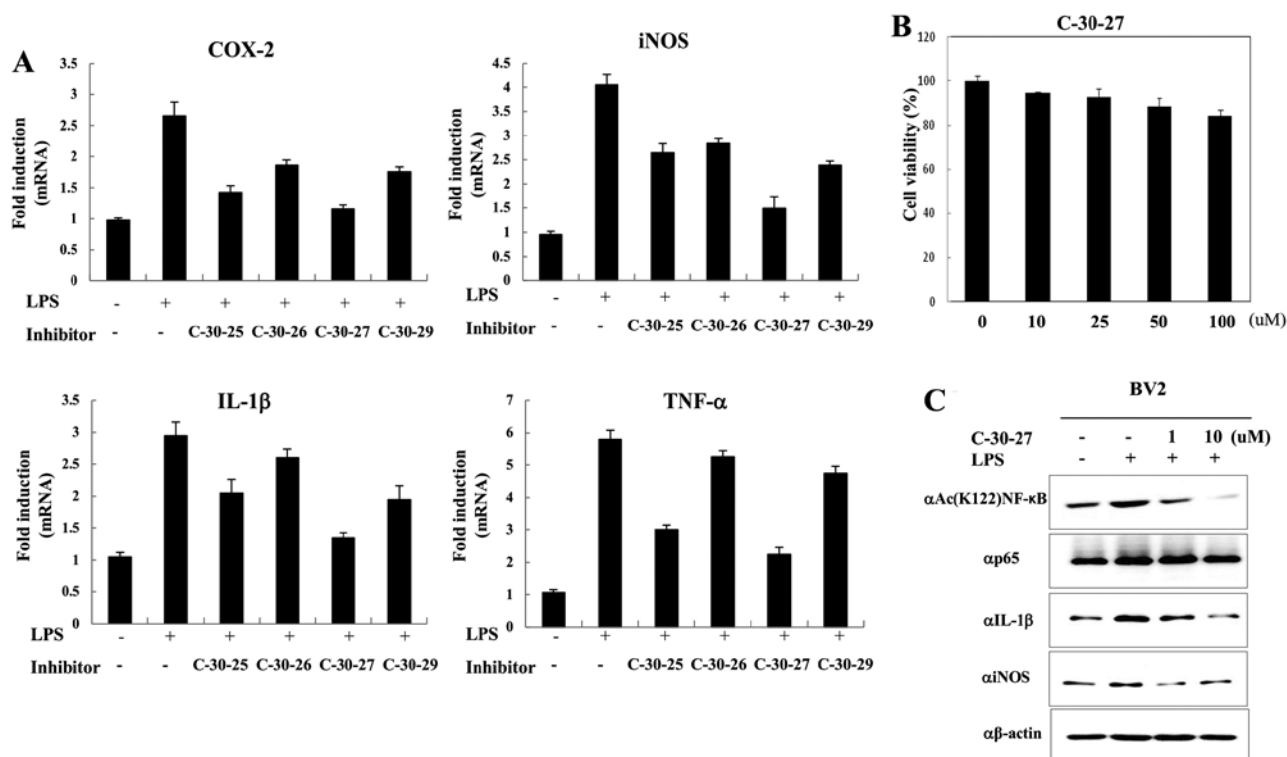 A
COX-2
Fold induction
(mRNA)
3.5
3
2.5
2
1.5
1
0.5
0
LPS - + + + + +
Inhibitor - - C-30-25 C-30-26 C-30-27 C-30-29
iNOS
Fold induction
(mRNA)
4.5
4
3.5
3
2.5
2
1.5
1
0.5
0
LPS - + + + + +
Inhibitor - - C-30-25 C-30-26 C-30-27 C-30-29
IL-1β
Fold induction
(mRNA)
3.5
3
2.5
2
1.5
1
0.5
0
LPS - + + + + +
Inhibitor - - C-30-25 C-30-26 C-30-27 C-30-29
TNF-α
Fold induction
(mRNA)
7
6
5
4
3
2
1
0
LPS - + + + + +
Inhibitor - - C-30-25 C-30-26 C-30-27 C-30-29
B
C-30-27
Cell viability (%)
120
100
80
60
40
20
0
0 10 25 50 100 (uM)
C
BV2
C-30-27 - - 1 10 (uM)
LPS - + + +
αAc(K122)NF-κB
αp65
αIL-1β
αiNOS
αβ-actin